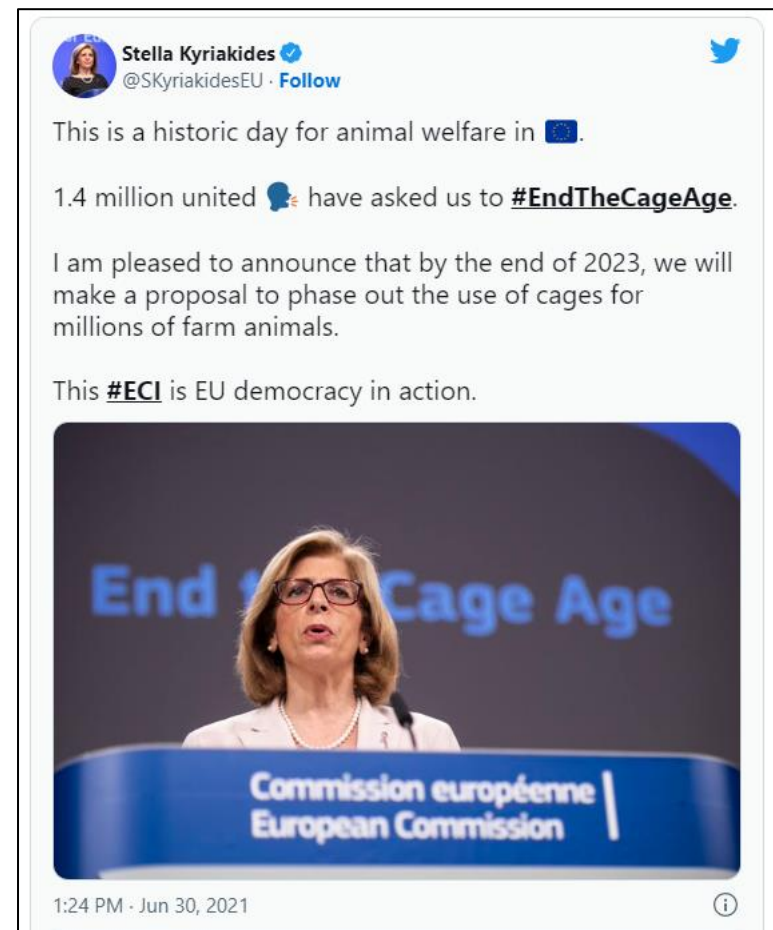 Stella Kyriakides
@SKyriakidesEU · Follow
This is a historic day for animal welfare in 🇪🇺.
1.4 million united 🗣️ have asked us to #EndTheCageAge.
I am pleased to announce that by the end of 2023, we will
make a proposal to phase out the use of cages for
millions of farm animals.
This #ECI is EU democracy in action.
End Cage Age
Commission européenne
European Commission
1:24 PM · Jun 30, 2021